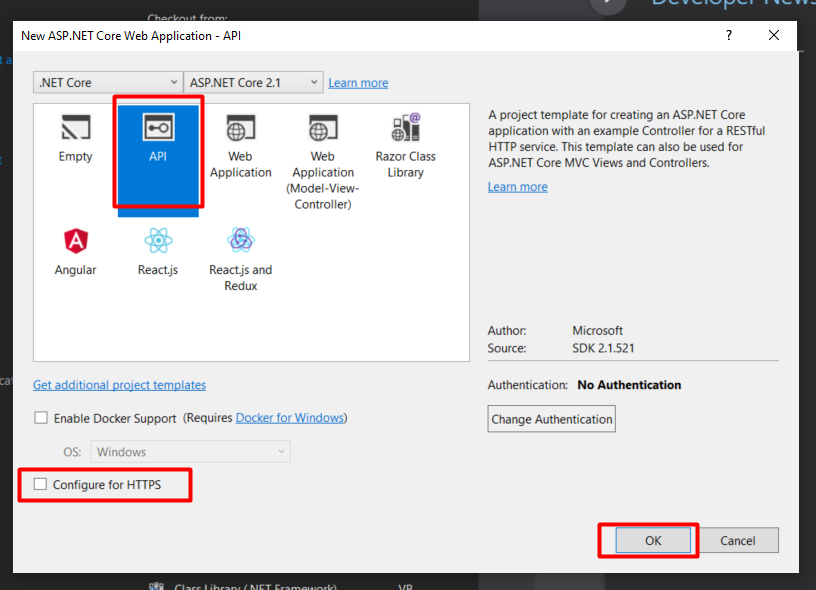 Checkout from:
Developer News
New ASP.NET Core Web Application - API
?
.NET Core
ASP.NET Core 2.1
Learn more
Empty
API
Web
Application
Web
Application
(Model-View-
Controller)
Razor Class
Library
Angular
React.js
React.js and
Redux
A project template for creating an ASP.NET Core
application with an example Controller for a RESTful
HTTP service. This template can also be used for
ASP.NET Core MVC Views and Controllers.
Learn more
Author: Microsoft
Source: SDK 2.1.521
Get additional project templates
Authentication: No Authentication
Enable Docker Support (Requires Docker for Windows)
Change Authentication
OS: Windows
Configure for HTTPS
OK
Cancel
Class Library (.NET Framework)
VB